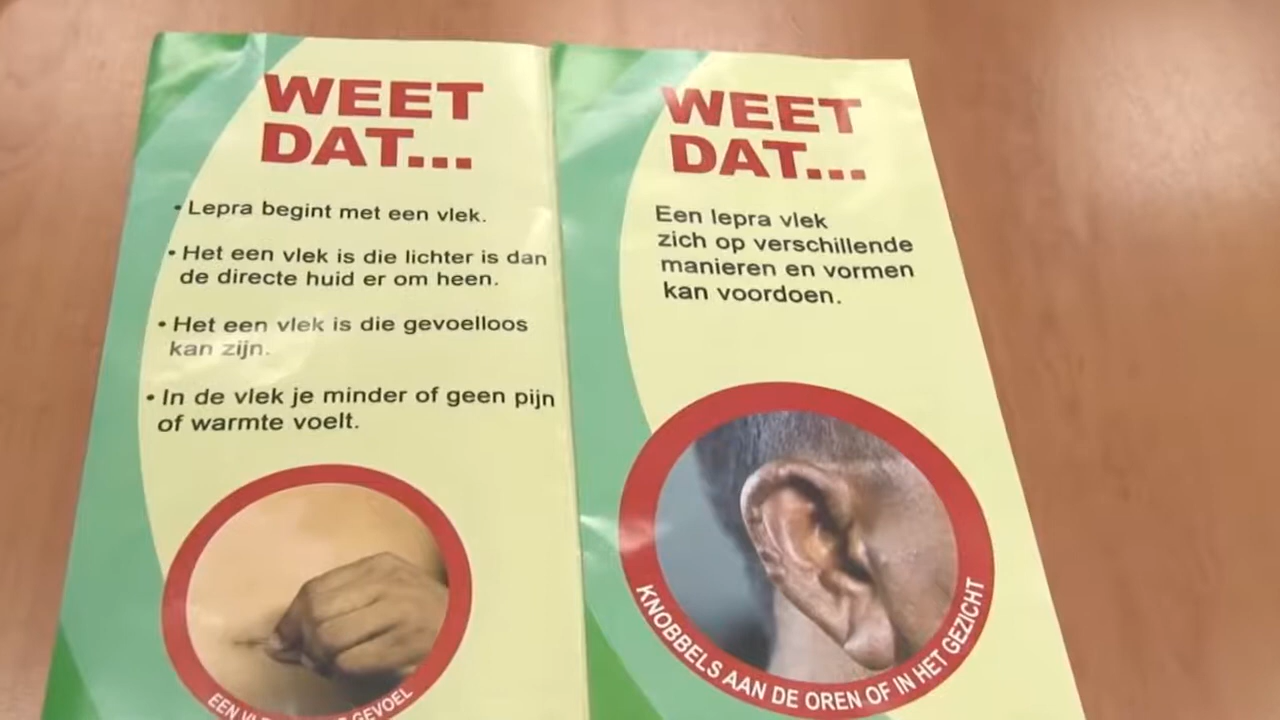 WEET
DAT...
• Lepra begint met een vlek.
• Het een vlek is die lichter is dan
de directe huid er om heen.
• Het een vlek is die gevoelloos
kan zijn.
• In de vlek je minder of geen pijn
of warmte voelt.
EEN GEVOEL
WEET
DAT...
Een lepra vlek
zich op verschillende
manieren en vormen
kan voordoen.
KNOBBELS AAN DE OREN OF IN HET GEZICHT